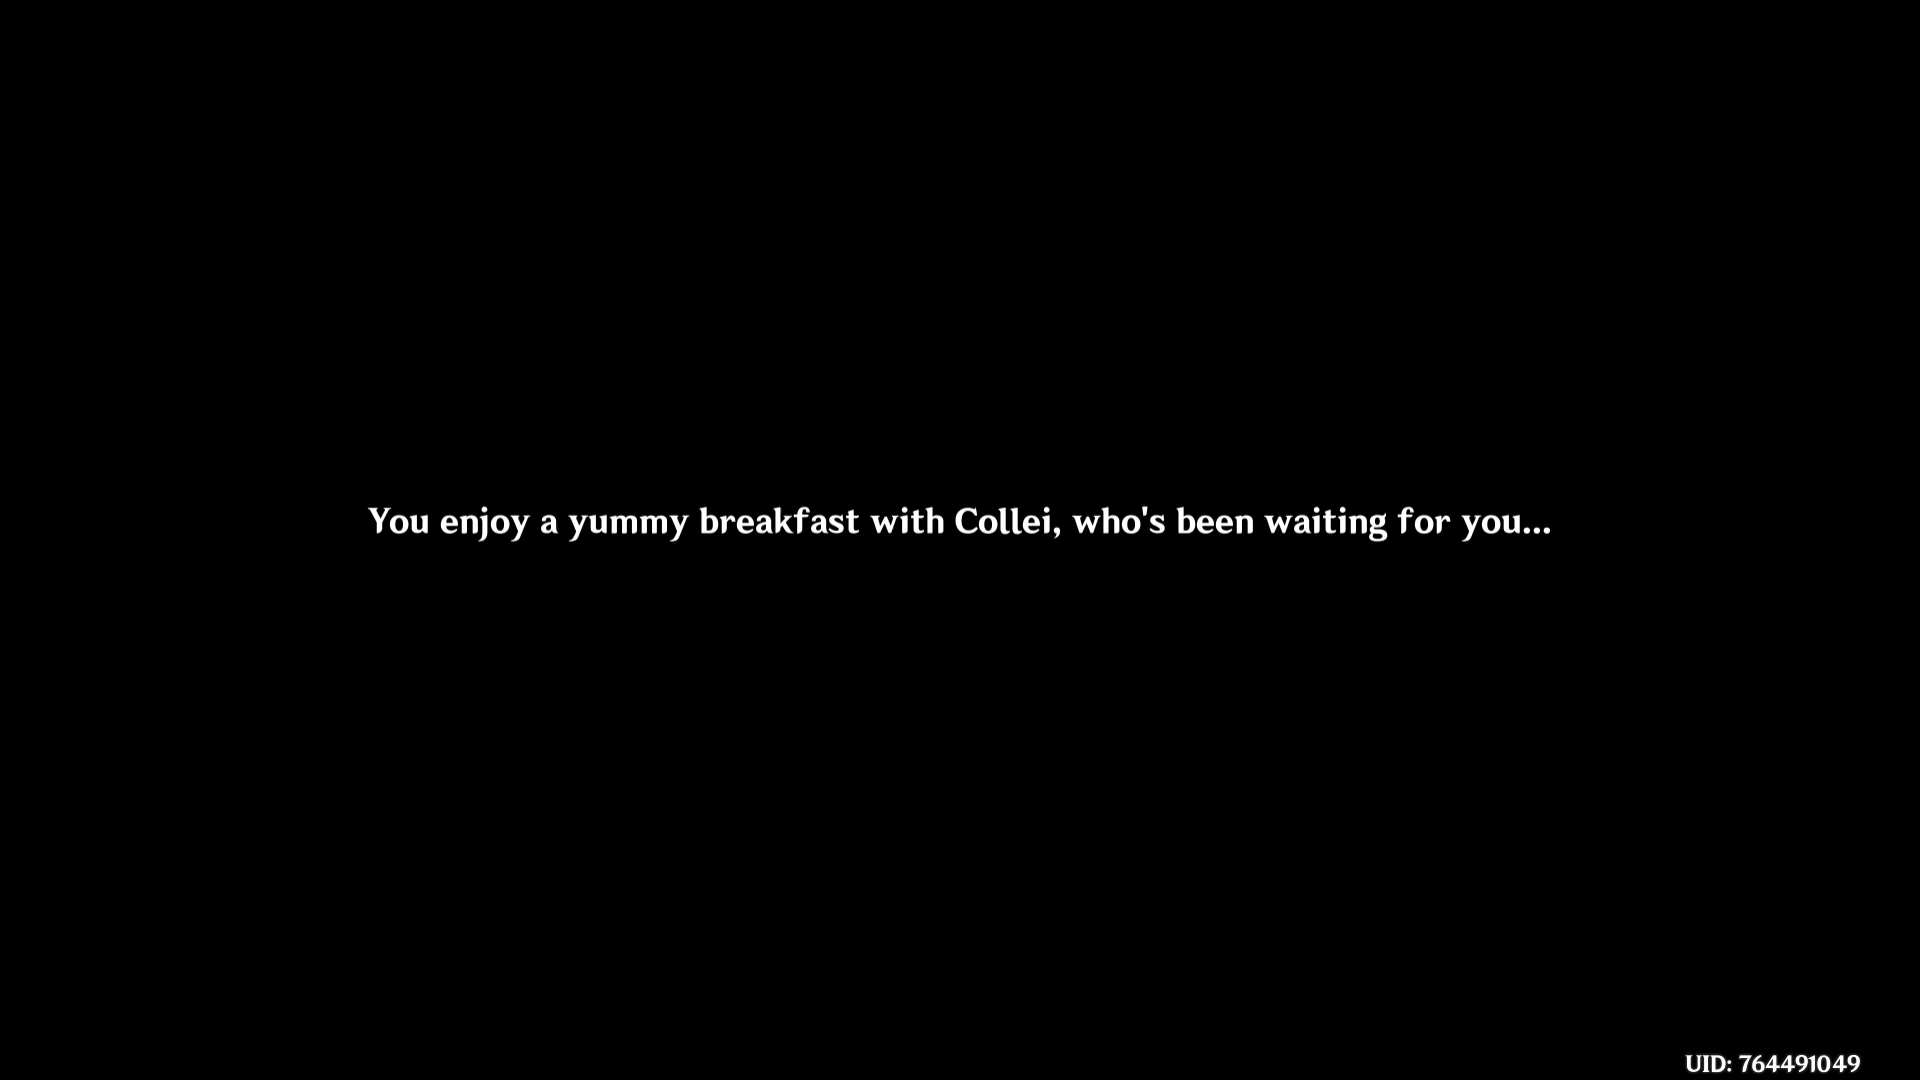 You enjoy a yummy breakfast with Collei, who's been waiting for you...
UID: 764491049